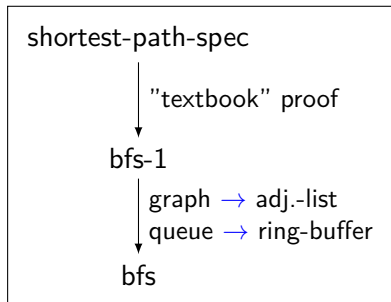 shortest-path-spec
”textbook” proof
bfs-1
graph → adj.-list
queue → ring-buffer
bfs